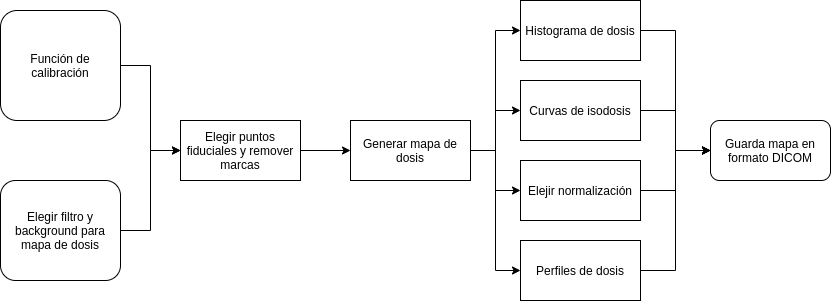 Función de
calibración
Elegir filtro y
background para
mapa de dosis
Elegir puntos
fiduciales y remover
marcas
Generar mapa de
dosis
Histograma de dosis
Curvas de isodosis
Elejir normalización
Perfiles de dosis
Guarda mapa en
formato DICOM